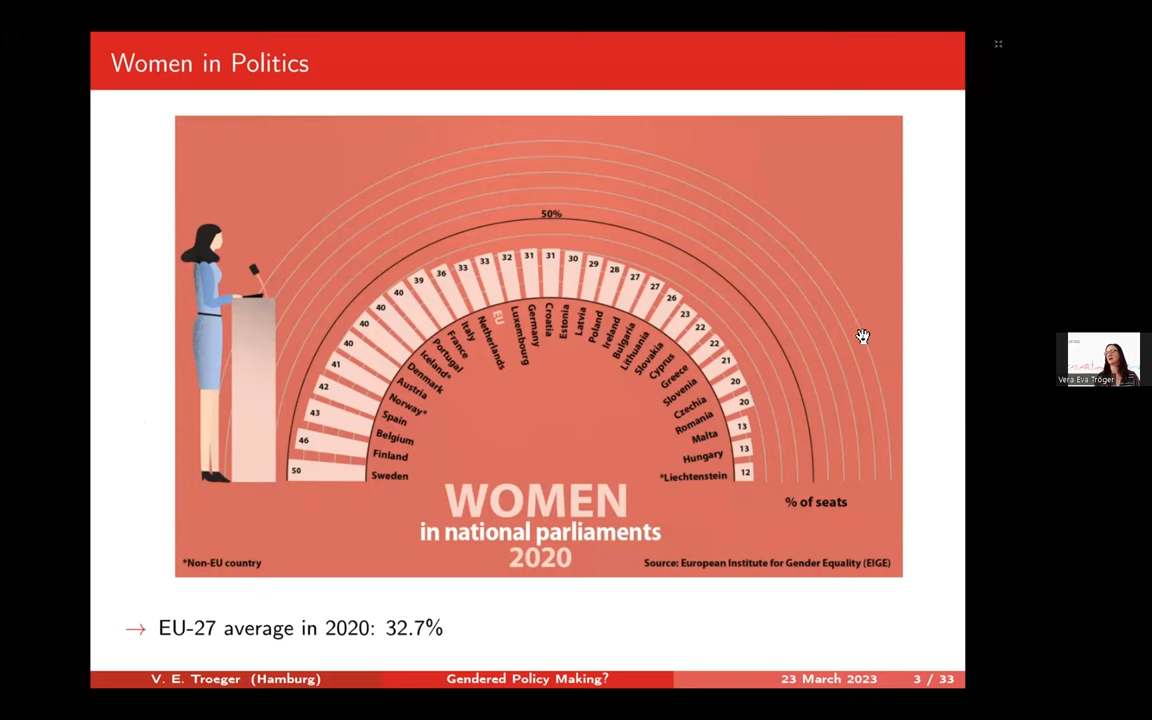 Women in Politics
50%
50
46
43
42
41
40
40
40
40
39
36
33
33
32
31
31
30
29
28
27
27
26
23
22
22
21
20
20
13
13
12
Sweden
Finland
Belgium
Spain
Norway*
Austria
Denmark
Iceland*
Portugal
France
Italy
Netherlands
EU
Luxembourg
Germany
Croatia
Estonia
Latvia
Poland
Ireland
Bulgaria
Lithuania
Slovakia
Cyprus
Greece
Slovenia
Czechia
Romania
Malta
Hungary
*Liechtenstein
% of seats
WOMEN
in national parliaments
2020
*Non-EU country
Source: European Institute for Gender Equality (EIGE)
→ EU-27 average in 2020: 32.7%
V. E. Troeger (Hamburg) Gendered Policy Making? 23 March 2023 3 / 33
Vera Eva Tröger